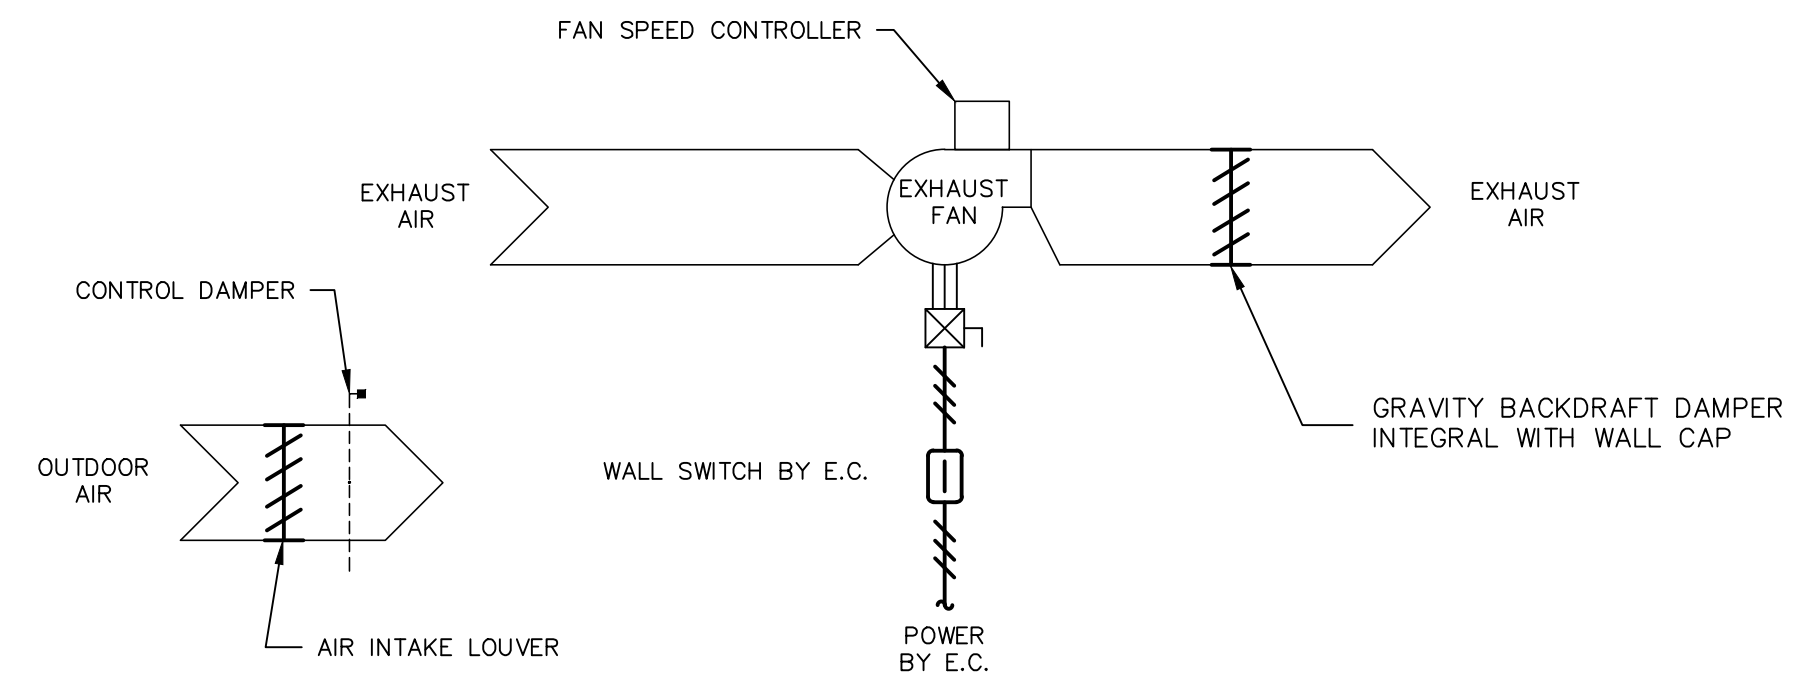 FAN SPEED CONTROLLER
EXHAUST
AIR
EXHAUST
FAN
EXHAUST
AIR
CONTROL DAMPER
GRAVITY BACKDRAFT DAMPER
INTEGRAL WITH WALL CAP
OUTDOOR
AIR
WALL SWITCH BY E.C.
AIR INTAKE LOUVER
POWER
BY E.C.